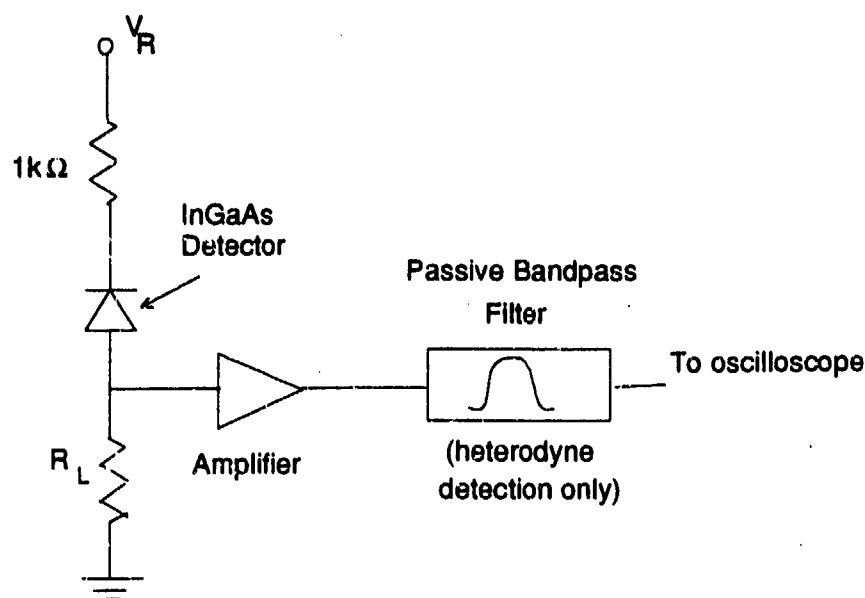 V R
1kΩ
InGaAs
Detector
Passive Bandpass
Filter
To oscilloscope
R L
Amplifier
(heterodyne
detection only)